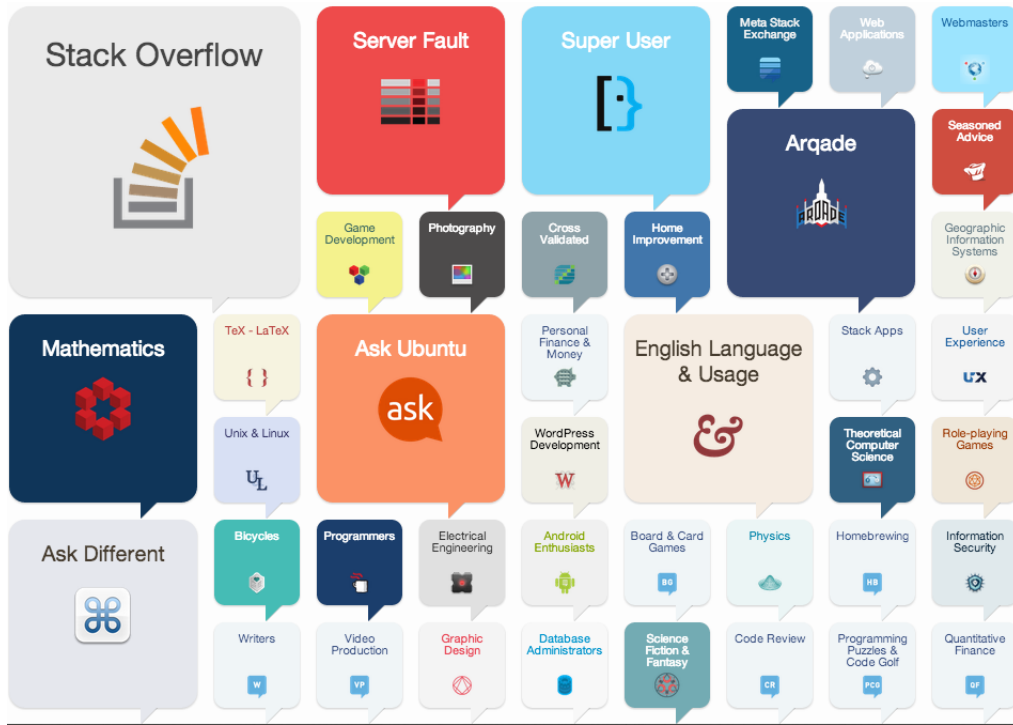 Stack Overflow
Server Fault
Super User
Meta Stack
Exchange
Web
Applications
Webmasters
Arqade
ARQADE
Seasoned
Advice
Game
Development
Photography
Cross
Validated
Home
Improvement
Geographic
Information
Systems
Mathematics
TeX - LaTeX
{ }
Ask Ubuntu
ask
Personal
Finance &
Money
English Language
& Usage
&
Stack Apps
User
Experience
UX
Unix & Linux
UL
WordPress
Development
W
Theoretical
Computer
Science
Role-playing
Games
Ask Different
Bicycles
Programmers
Electrical
Engineering
Android
Enthusiasts
Board & Card
Games
BG
Physics
Homebrewing
HB
Information
Security
Writers
W
Video
Production
VP
Graphic
Design
Database
Administrators
Science
Fiction &
Fantasy
Code Review
CR
Programming
Puzzles &
Code Golf
PCG
Quantitative
Finance
QF